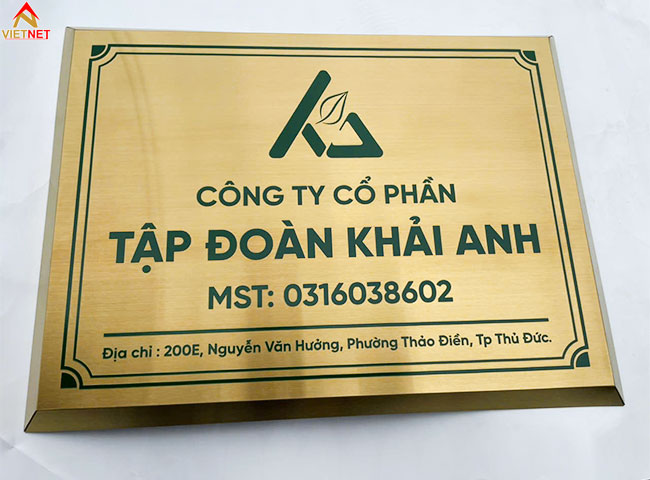 VIETNET
CÔNG TY CỔ PHẦN
TẬP ĐOÀN KHẢI ANH
MST: 0316038602
Địa chỉ : 200E, Nguyễn Văn Hưởng, Phường Thảo Điền, Tp Thủ Đức.